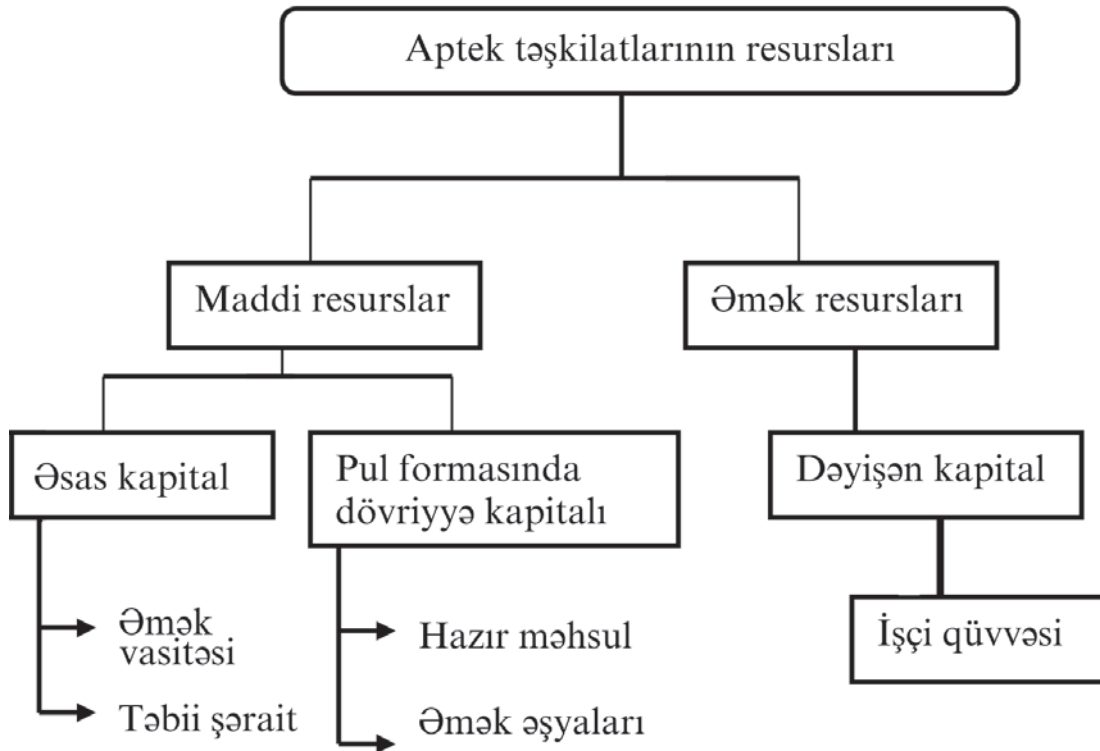 Aptek təşkilatlarının resursları
Maddi resurslar
Əmək resursları
Əsas kapital
Pul formasında
dövriyyə kapitalı
Dəyişən kapital
Əmək
vasitəsi
Təbii şərait
Hazır məhsul
Əmək əşyaları
İşçi qüvvəsi